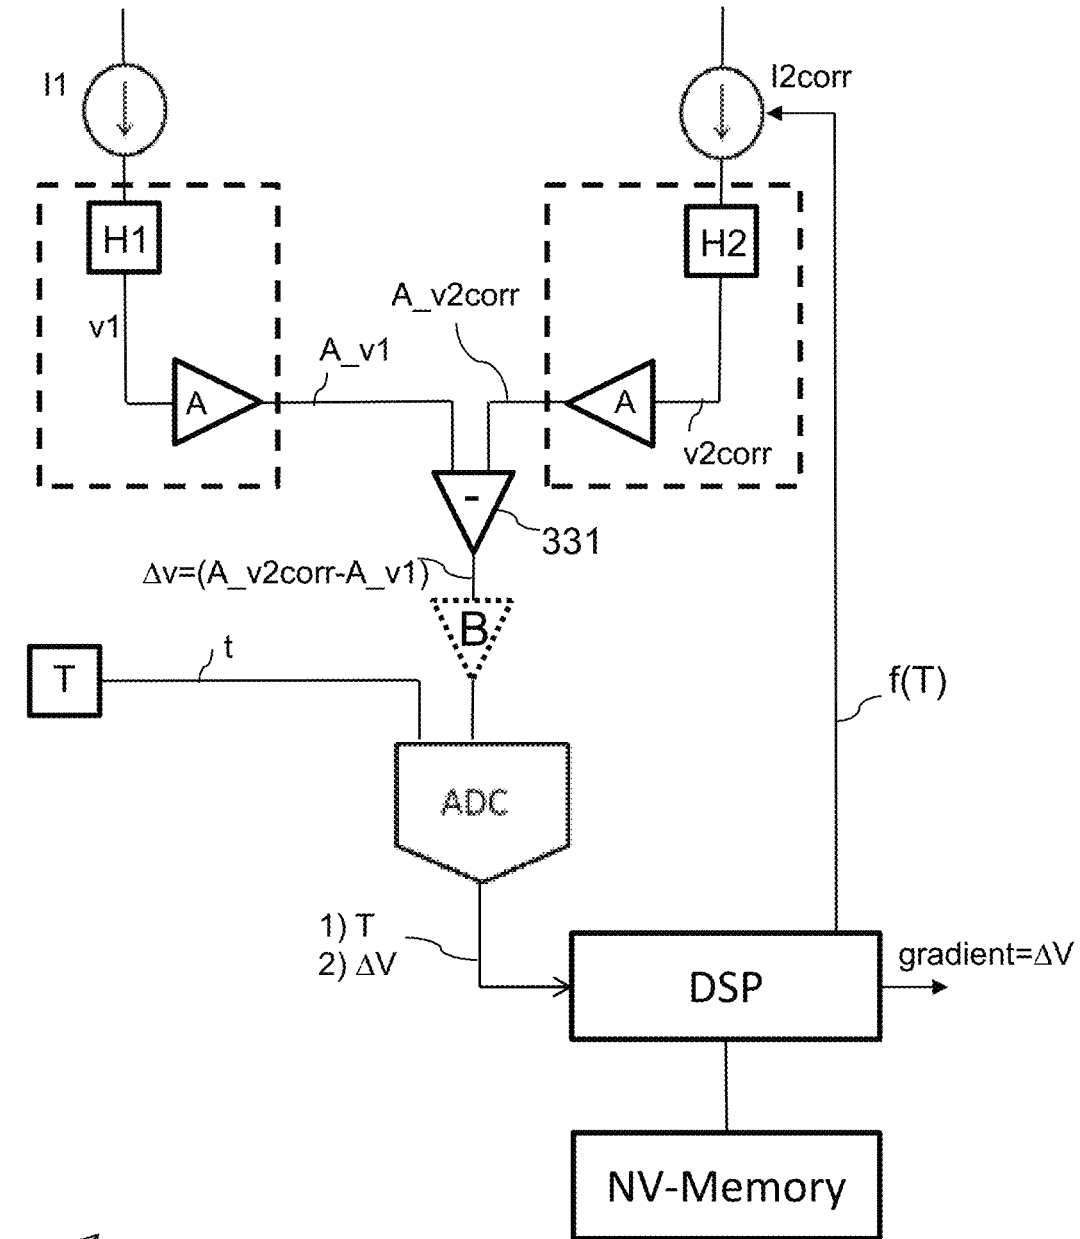 I1
I2corr
H1
H2
v1
A_v2corr
A_v1
A
A
v2corr
-
331
Δv=(A_v2corr-A_v1)
B
T
t
f(T)
ADC
1) T
2) ΔV
gradient=ΔV
DSP
NV-Memory